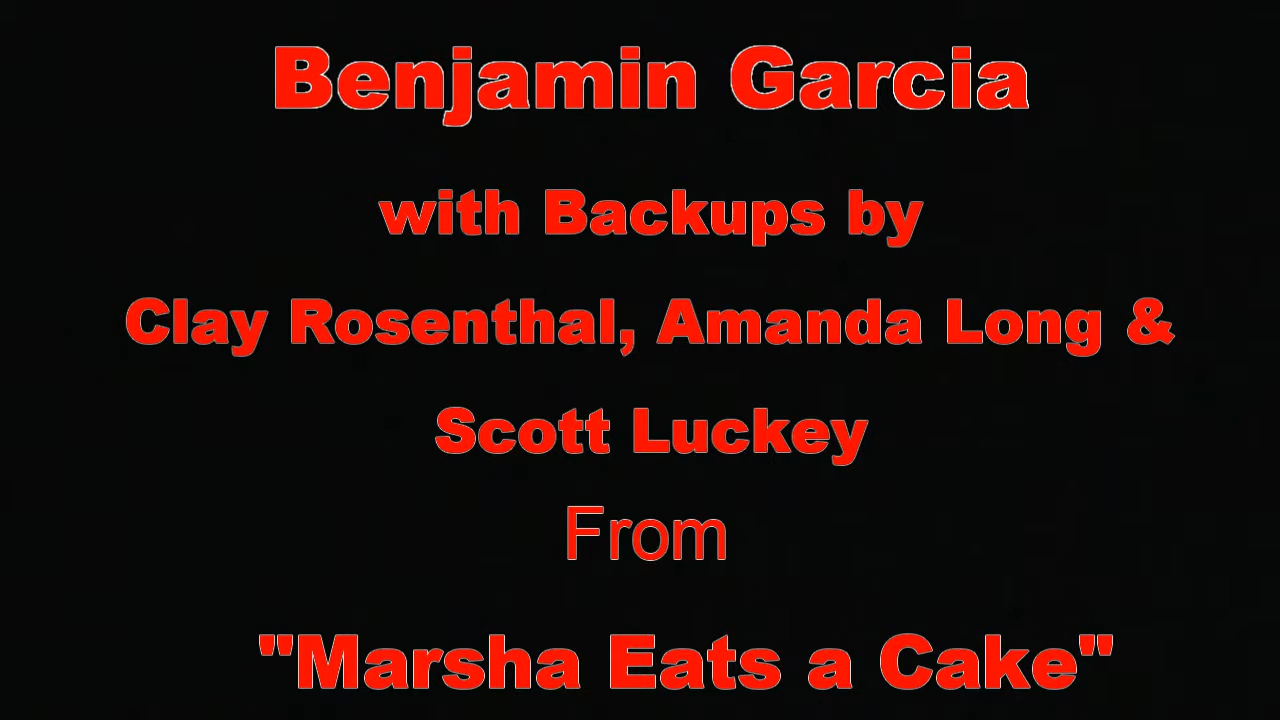 Benjamin Garcia
with Backups by
Clay Rosenthal, Amanda Long &
Scott Luckey
From
"Marsha Eats a Cake"